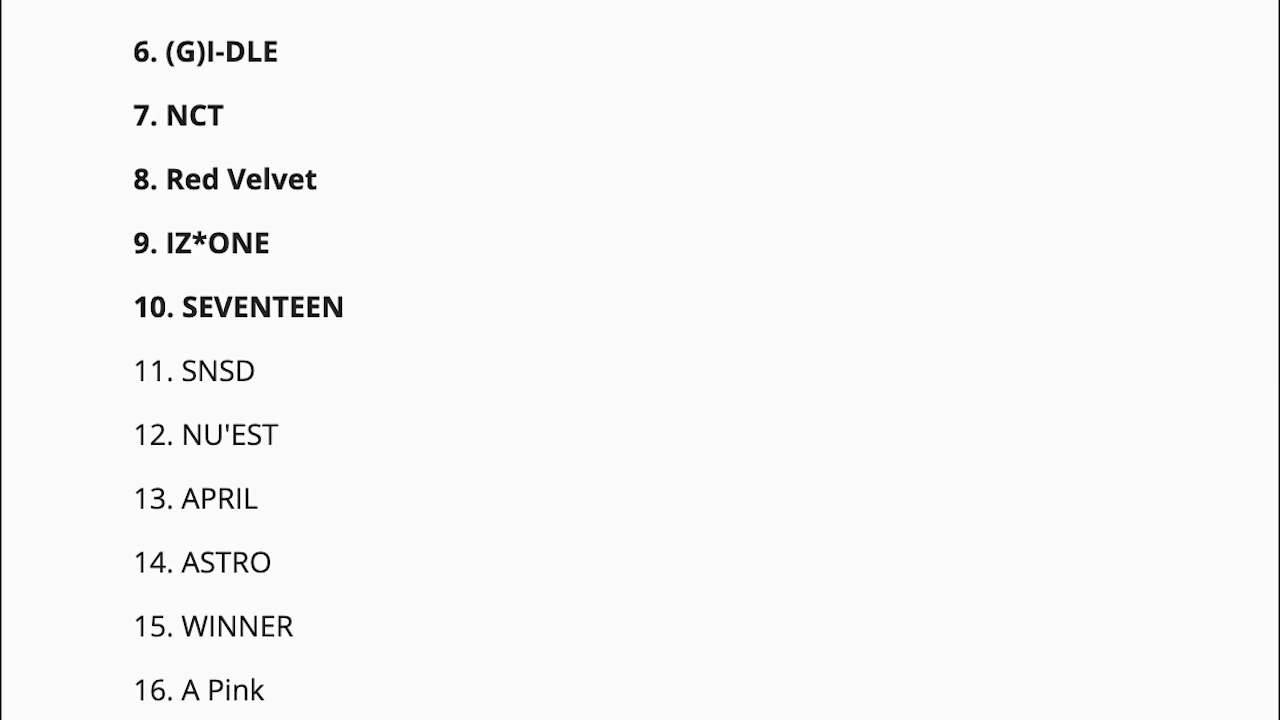 6. (G)I-DLE
7. NCT
8. Red Velvet
9. IZ*ONE
10. SEVENTEEN
11. SNSD
12. NU'EST
13. APRIL
14. ASTRO
15. WINNER
16. A Pink